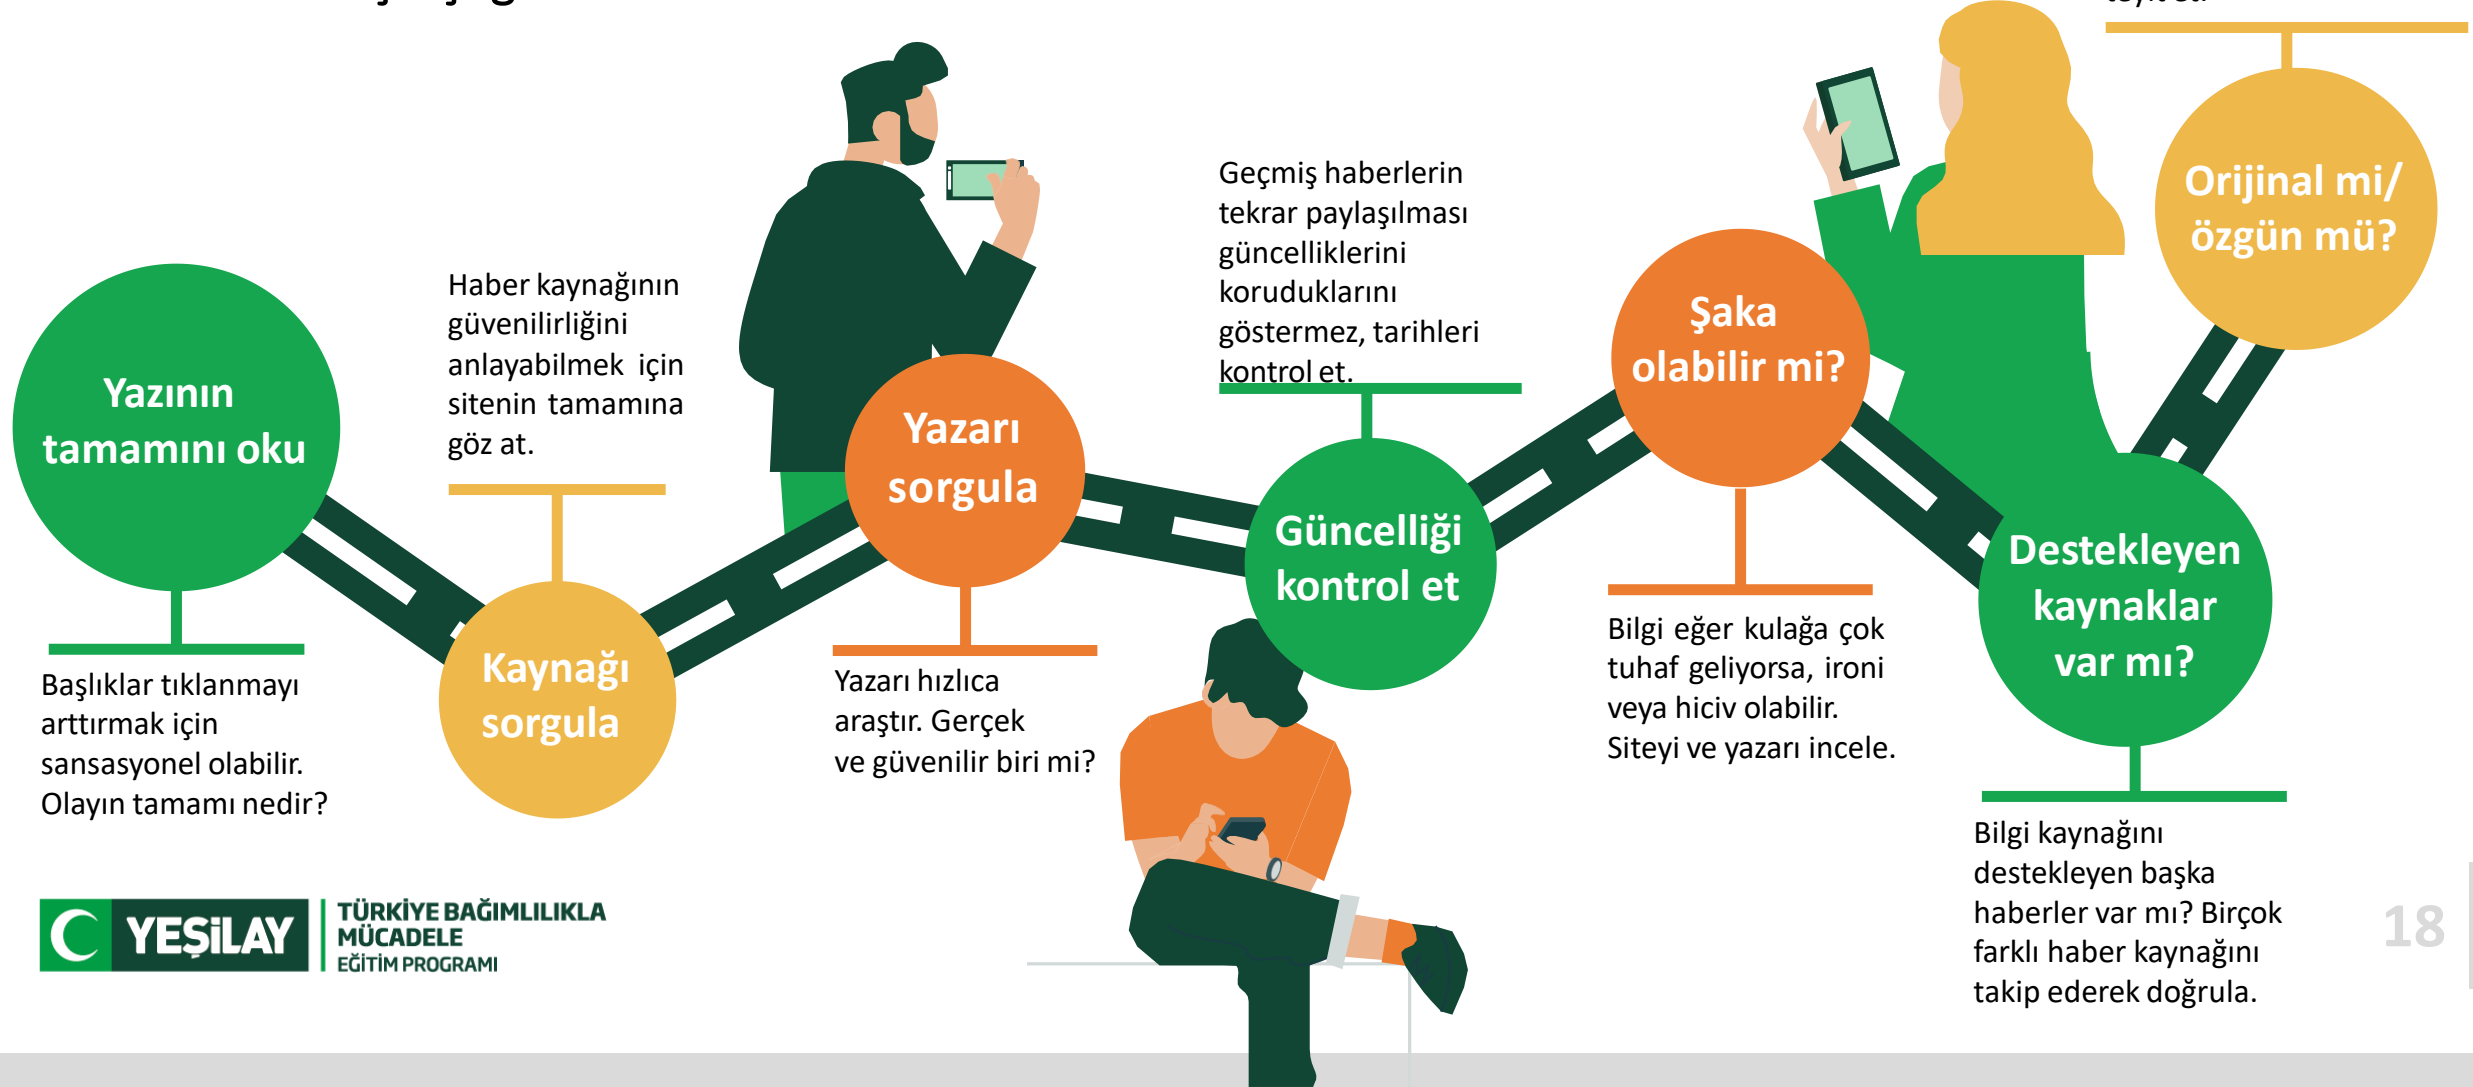 Yazının
tamamını oku
Başlıklar tıklanmayı
arttırmak için
sansasyonel olabilir.
Olayın tamamı nedir?
Haber kaynağının
güvenilirliğini
anlayabilmek için
sitenin tamamına
göz at.
Kaynağı
sorgula
Yazarı
sorgula
Yazarı hızlıca
araştır. Gerçek
ve güvenilir biri mi?
Geçmiş haberlerin
tekrar paylaşılması
güncelliklerini
koruduklarını
göstermez, tarihleri
kontrol et.
Güncelliği
kontrol et
Şaka
olabilir mi?
Bilgi eğer kulağa çok
tuhaf geliyorsa, ironi
veya hiciv olabilir.
Siteyi ve yazarı incele.
Destekleyen
kaynaklar
var mı?
Bilgi kaynağını
destekleyen başka
haberler var mı? Birçok
farklı haber kaynağını
takip ederek doğrula.
Orijinal mi/
özgün mü?
YEŞİLAY
TÜRKİYE BAĞIMLILIKLA
MÜCADELE
EĞİTİM PROGRAMI
18